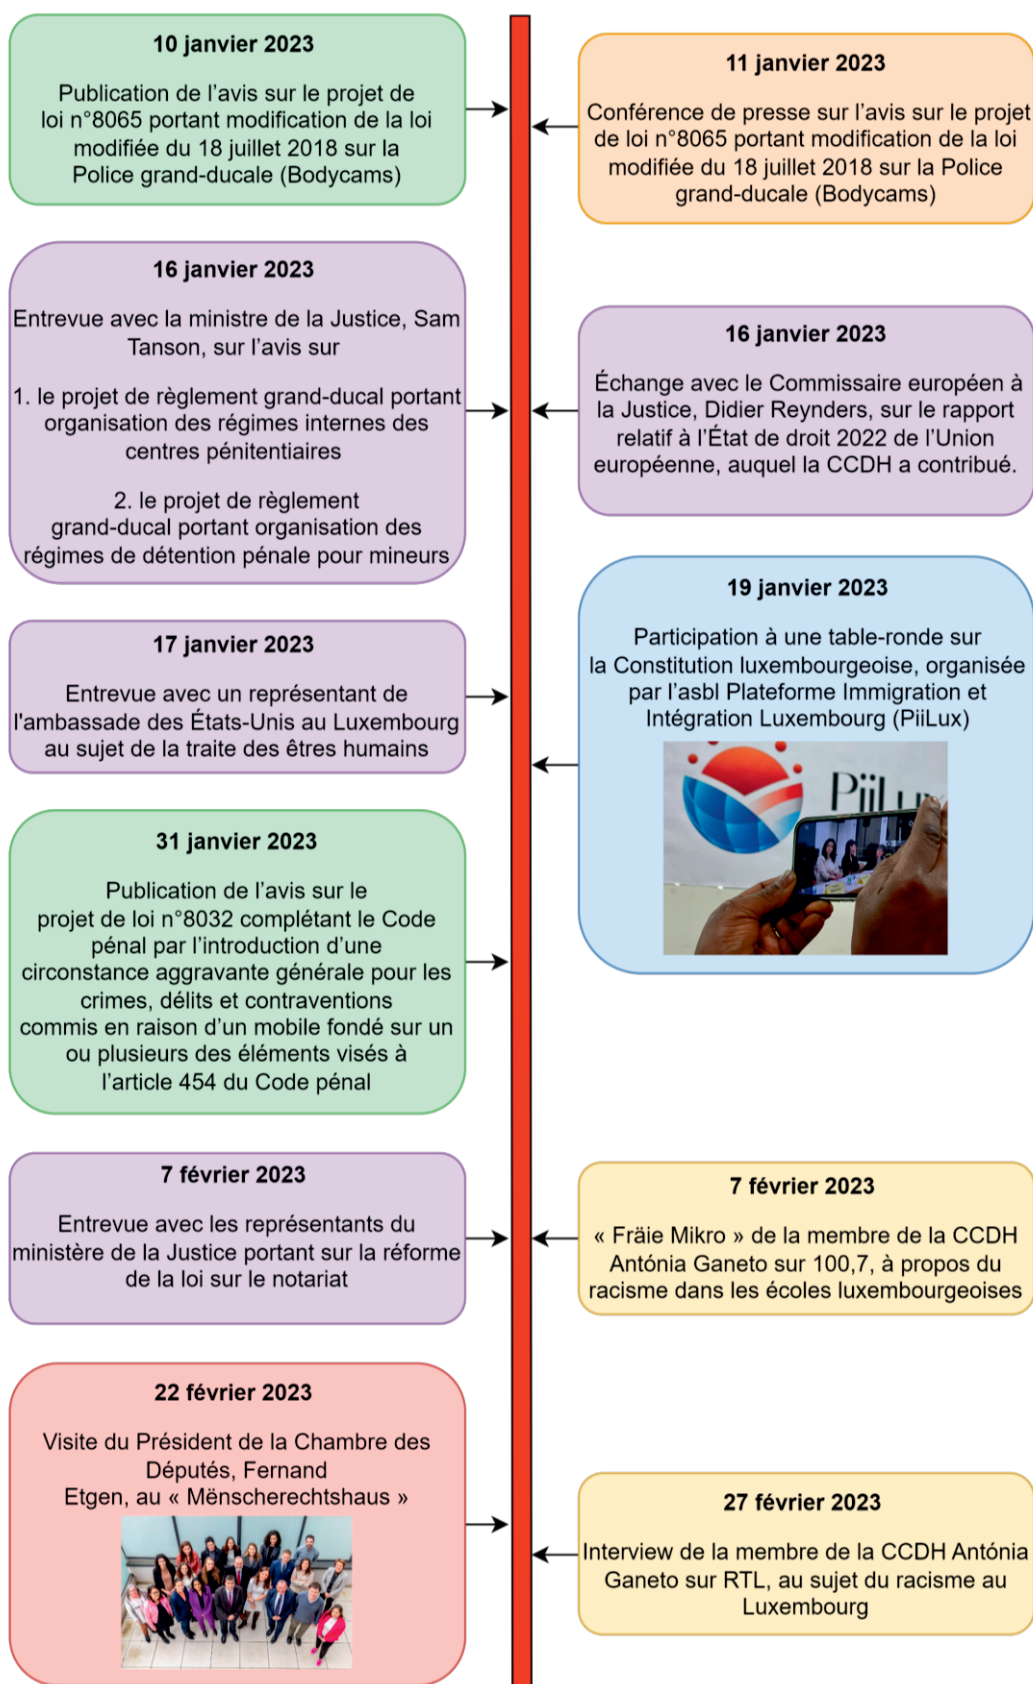 10 janvier 2023
Publication de l’avis sur le projet de
loi n°8065 portant modification de la loi
modifiée du 18 juillet 2018 sur la
Police grand-ducale (Bodycams)
11 janvier 2023
Conférence de presse sur l’avis sur le projet
de loi n°8065 portant modification de la loi
modifiée du 18 juillet 2018 sur la Police
grand-ducale (Bodycams)
16 janvier 2023
Entrevue avec la ministre de la Justice, Sam
Tanson, sur l’avis sur
1. le projet de règlement grand-ducal portant
organisation des régimes internes des
centres pénitentiaires
2. le projet de règlement
grand-ducal portant organisation des
régimes de détention pénale pour mineurs
16 janvier 2023
Échange avec le Commissaire européen à
la Justice, Didier Reynders, sur le rapport
relatif à l’État de droit 2022 de l’Union
européenne, auquel la CCDH a contribué.
17 janvier 2023
Entrevue avec un représentant de
l'ambassade des États-Unis au Luxembourg
au sujet de la traite des êtres humains
19 janvier 2023
Participation à une table-ronde sur
la Constitution luxembourgeoise, organisée
par l’asbl Plateforme Immigration et
Intégration Luxembourg (PiiLux)
PiiLux
31 janvier 2023
Publication de l’avis sur le
projet de loi n°8032 complétant le Code
pénal par l’introduction d’une
circonstance aggravante générale pour les
crimes, délits et contraventions
commis en raison d’un mobile fondé sur un
ou plusieurs des éléments visés à
l’article 454 du Code pénal
7 février 2023
Entrevue avec les représentants du
ministère de la Justice portant sur la réforme
de la loi sur le notariat
7 février 2023
« Fräie Mikro » de la membre de la CCDH
Antónia Ganeto sur 100,7, à propos du
racisme dans les écoles luxembourgeoises
22 février 2023
Visite du Président de la Chambre des
Députés, Fernand
Etgen, au « Mënscherechtshaus »
27 février 2023
Interview de la membre de la CCDH Antónia
Ganeto sur RTL, au sujet du racisme au
Luxembourg